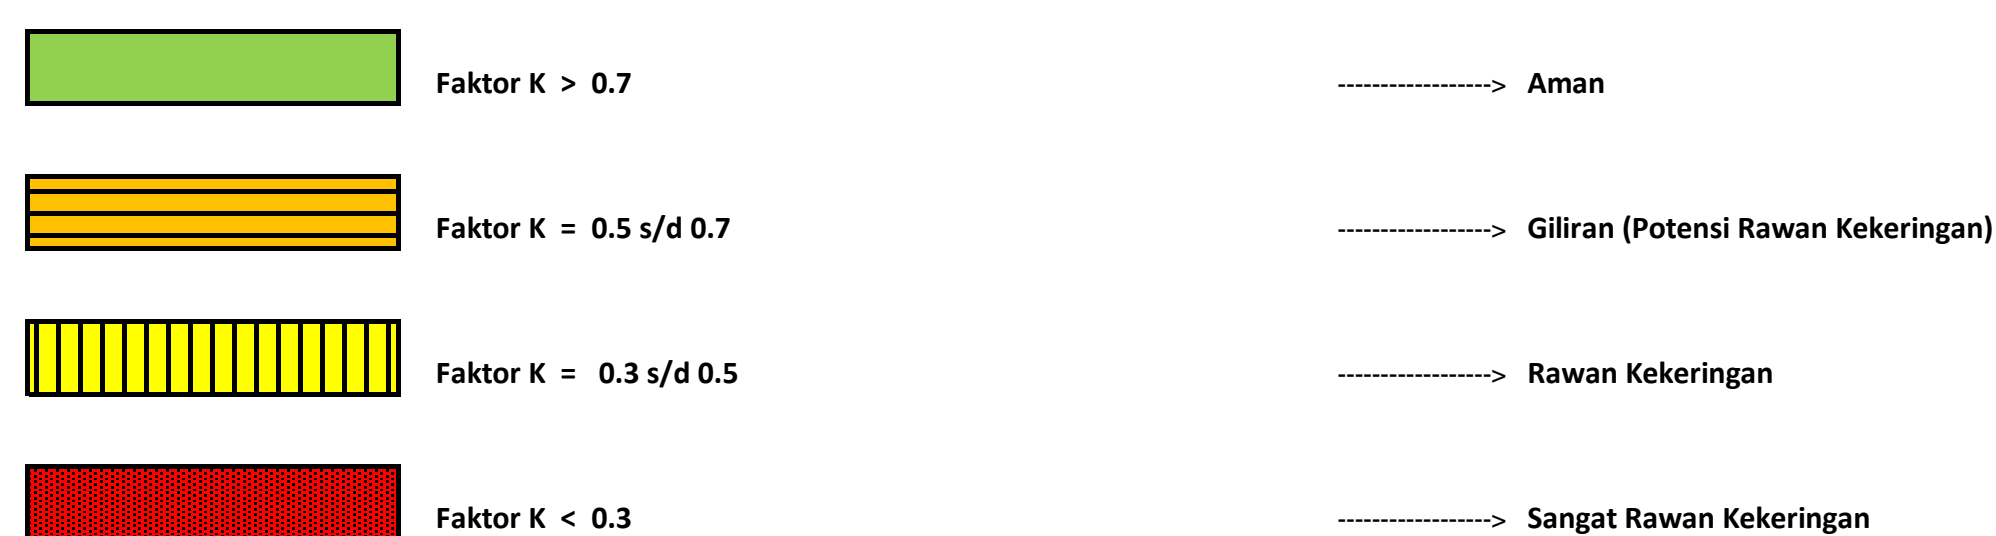 Faktor K > 0.7 ------------------> Aman
Faktor K = 0.5 s/d 0.7 ------------------> Giliran (Potensi Rawan Kekeringan)
Faktor K = 0.3 s/d 0.5 ------------------> Rawan Kekeringan
Faktor K < 0.3 ------------------> Sangat Rawan Kekeringan